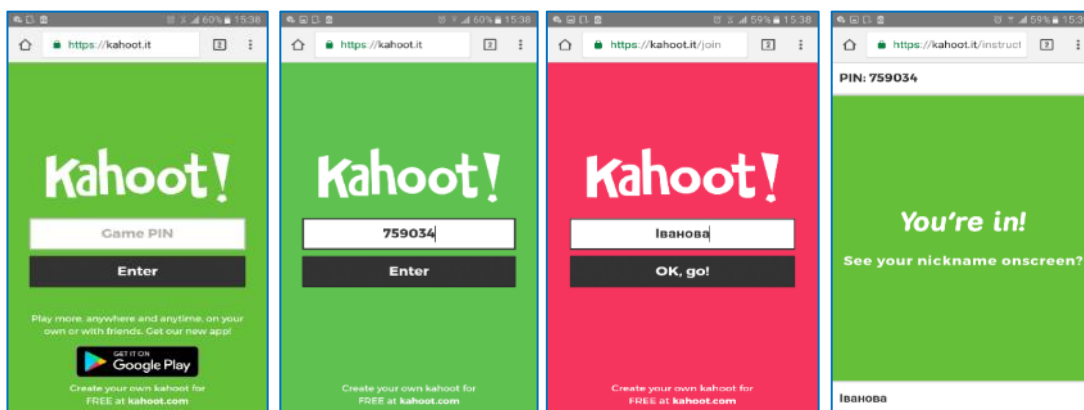 60% 15:38
https://kahoot.it
2
Kahoot!
Game PIN
Enter
Play more, anywhere and anytime, on your
own or with friends. Get our new app!
GET IT ON
Google Play
Create your own kahoot for
FREE at kahoot.com
60% 15:38
https://kahoot.it
2
Kahoot!
759034
Enter
Create your own kahoot for
FREE at kahoot.com
59% 15:38
https://kahoot.it/join
2
Kahoot!
Іванова
OK, go!
Create your own kahoot for
FREE at kahoot.com
59%
https://kahoot.it/instruct
2
PIN: 759034
You're in!
See your nickname onscreen?
Іванова